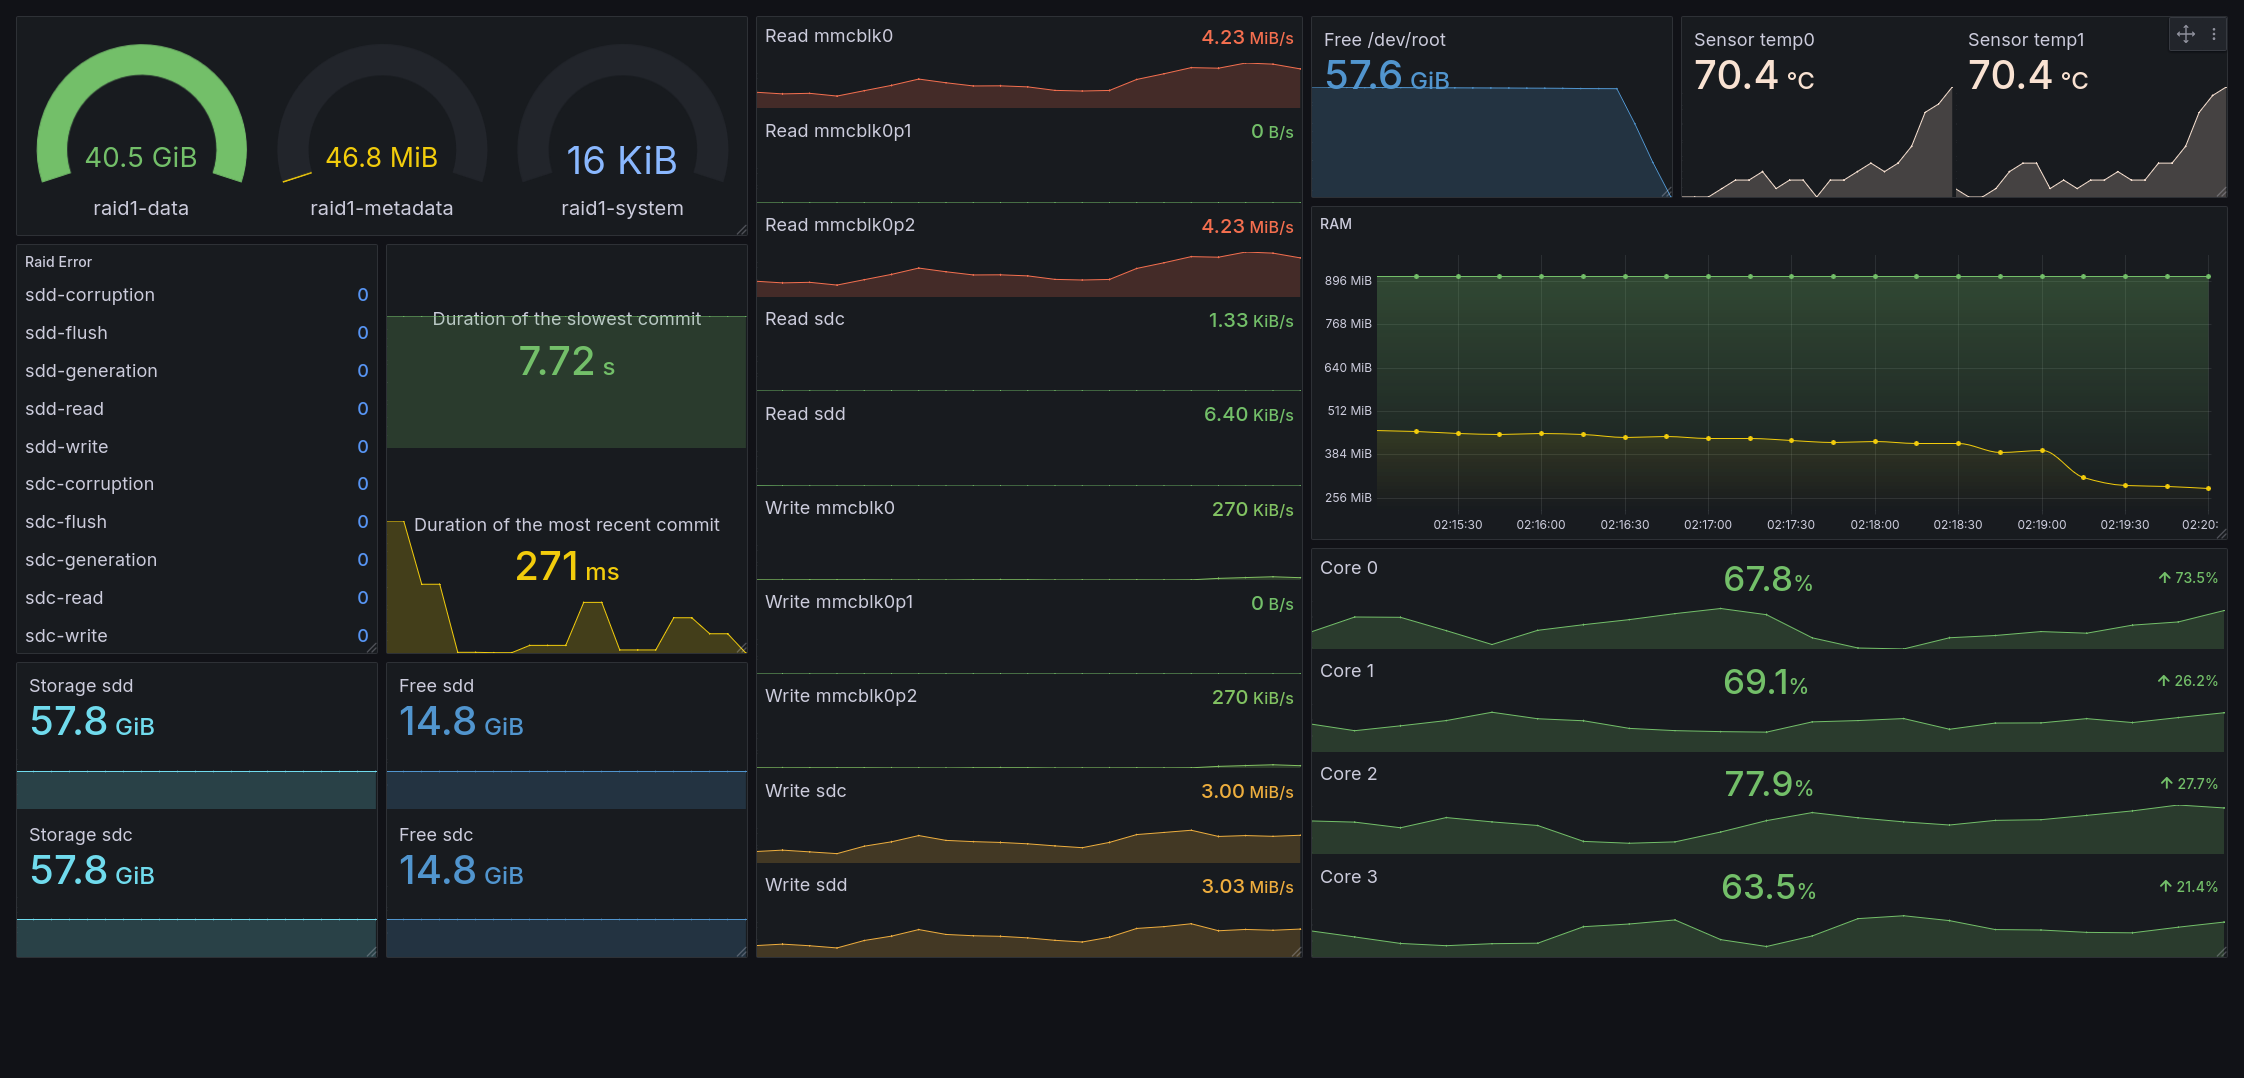 40.5 GiB
raid1-data
46.8 MiB
raid1-metadata
16 KiB
raid1-system
Raid Error
sdd-corruption 0
sdd-flush 0
sdd-generation 0
sdd-read 0
sdd-write 0
sdc-corruption 0
sdc-flush 0
sdc-generation 0
sdc-read 0
sdc-write 0
Duration of the slowest commit
7.72 s
Duration of the most recent commit
271 ms
Storage sdd
57.8 GiB
Storage sdc
57.8 GiB
Free sdd
14.8 GiB
Free sdc
14.8 GiB
Read mmcblk0 4.23 MiB/s
Read mmcblk0p1 0 B/s
Read mmcblk0p2 4.23 MiB/s
Read sdc 1.33 KiB/s
Read sdd 6.40 KiB/s
Write mmcblk0 270 KiB/s
Write mmcblk0p1 0 B/s
Write mmcblk0p2 270 KiB/s
Write sdc 3.00 MiB/s
Write sdd 3.03 MiB/s
Free /dev/root
57.6 GiB
Sensor temp0
70.4 °C
Sensor temp1
70.4 °C
RAM
896 MiB
768 MiB
640 MiB
512 MiB
384 MiB
256 MiB
02:15:30 02:16:00 02:16:30 02:17:00 02:17:30 02:18:00 02:18:30 02:19:00 02:19:30 02:20:
Core 0 67.8% 73.5%
Core 1 69.1% 26.2%
Core 2 77.9% 27.7%
Core 3 63.5% 21.4%